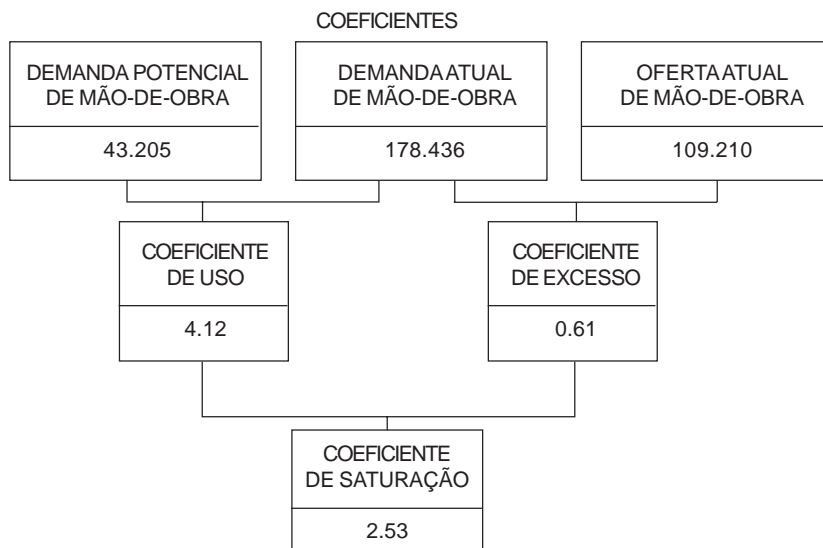 COEFICIENTES
DEMANDA POTENCIAL
DE MÃO-DE-OBRA
43.205
DEMANDA ATUAL
DE MÃO-DE-OBRA
178.436
OFERTA ATUAL
DE MÃO-DE-OBRA
109.210
COEFICIENTE
DE USO
4.12
COEFICIENTE
DE EXCESSO
0.61
COEFICIENTE
DE SATURAÇÃO
2.53